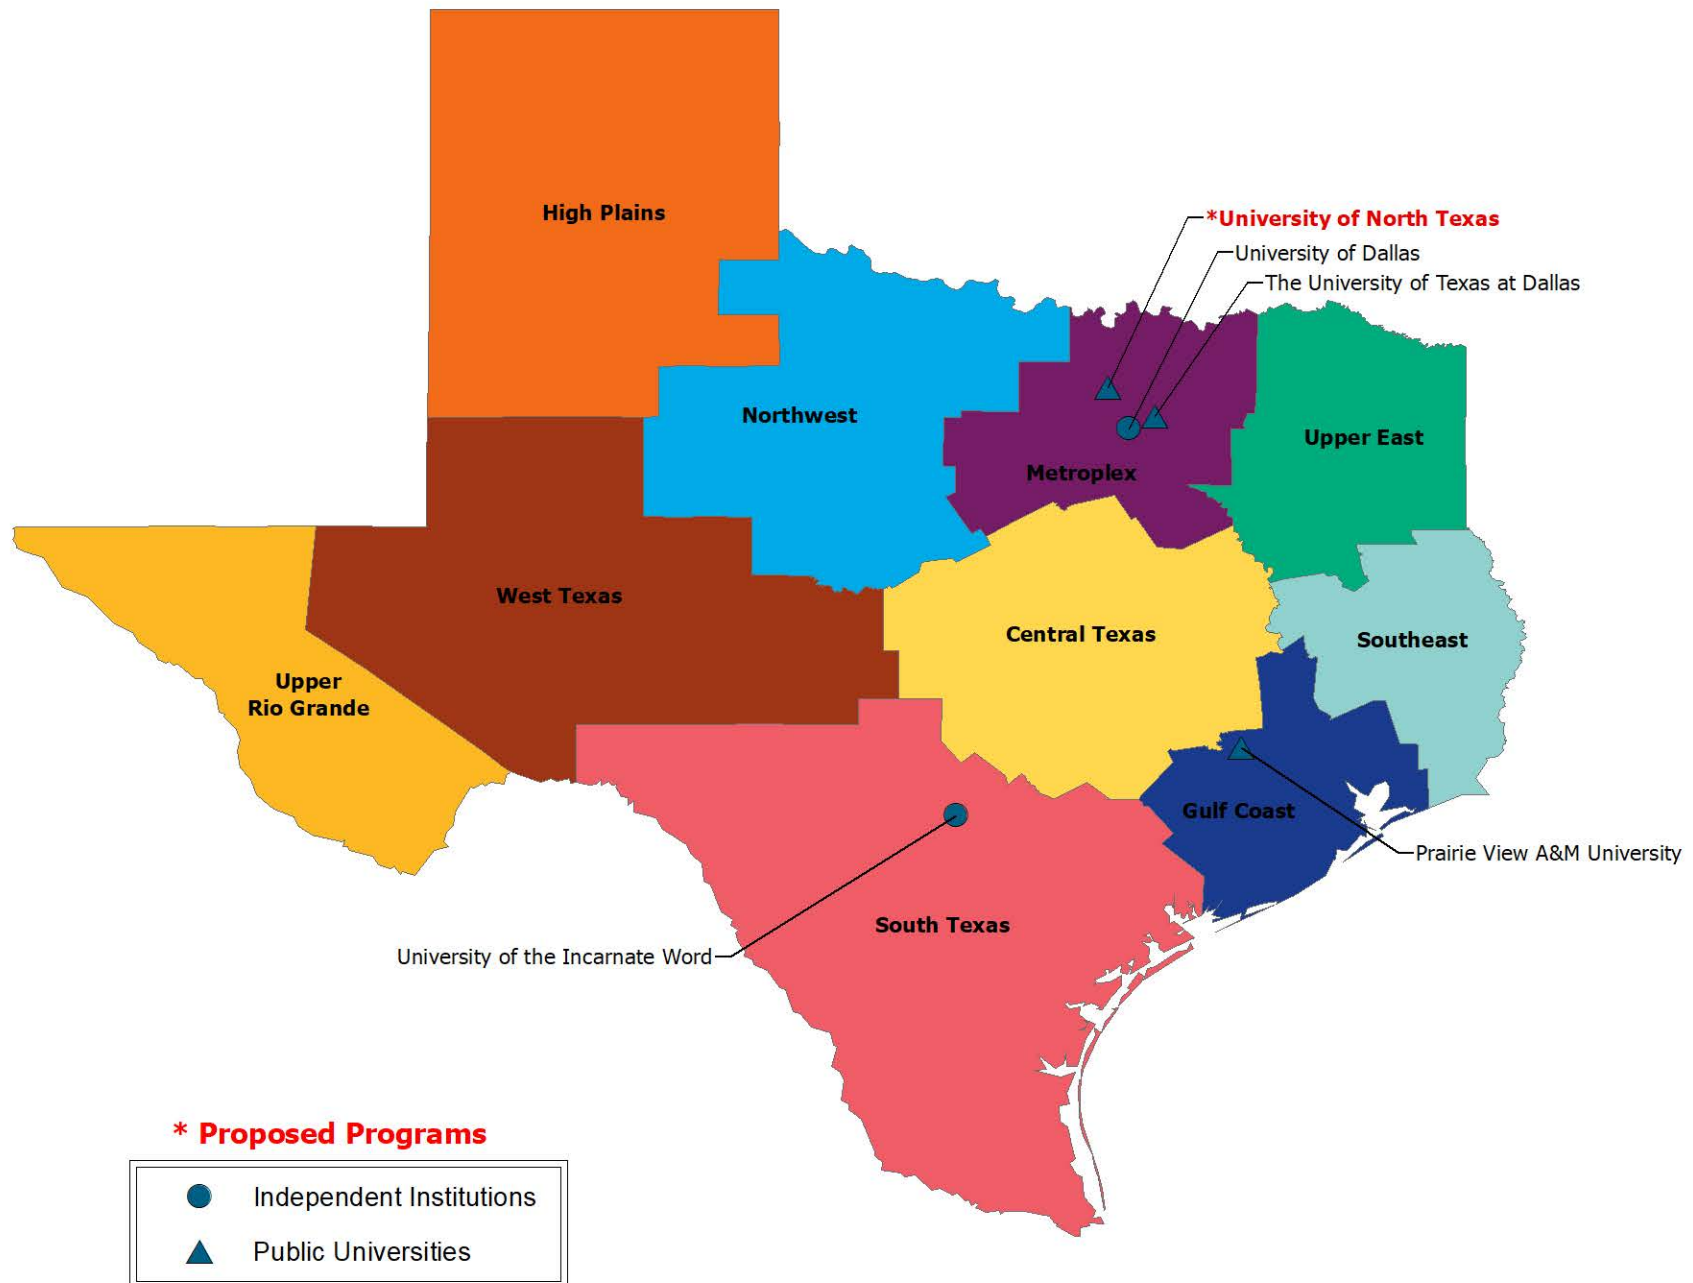 High Plains
*University of North Texas
University of Dallas
The University of Texas at Dallas
Northwest
Upper East
Metroplex
West Texas
Central Texas
Southeast
Upper
Rio Grande
Gulf Coast
Prairie View A&M University
South Texas
University of the Incarnate Word
* Proposed Programs
Independent Institutions
Public Universities